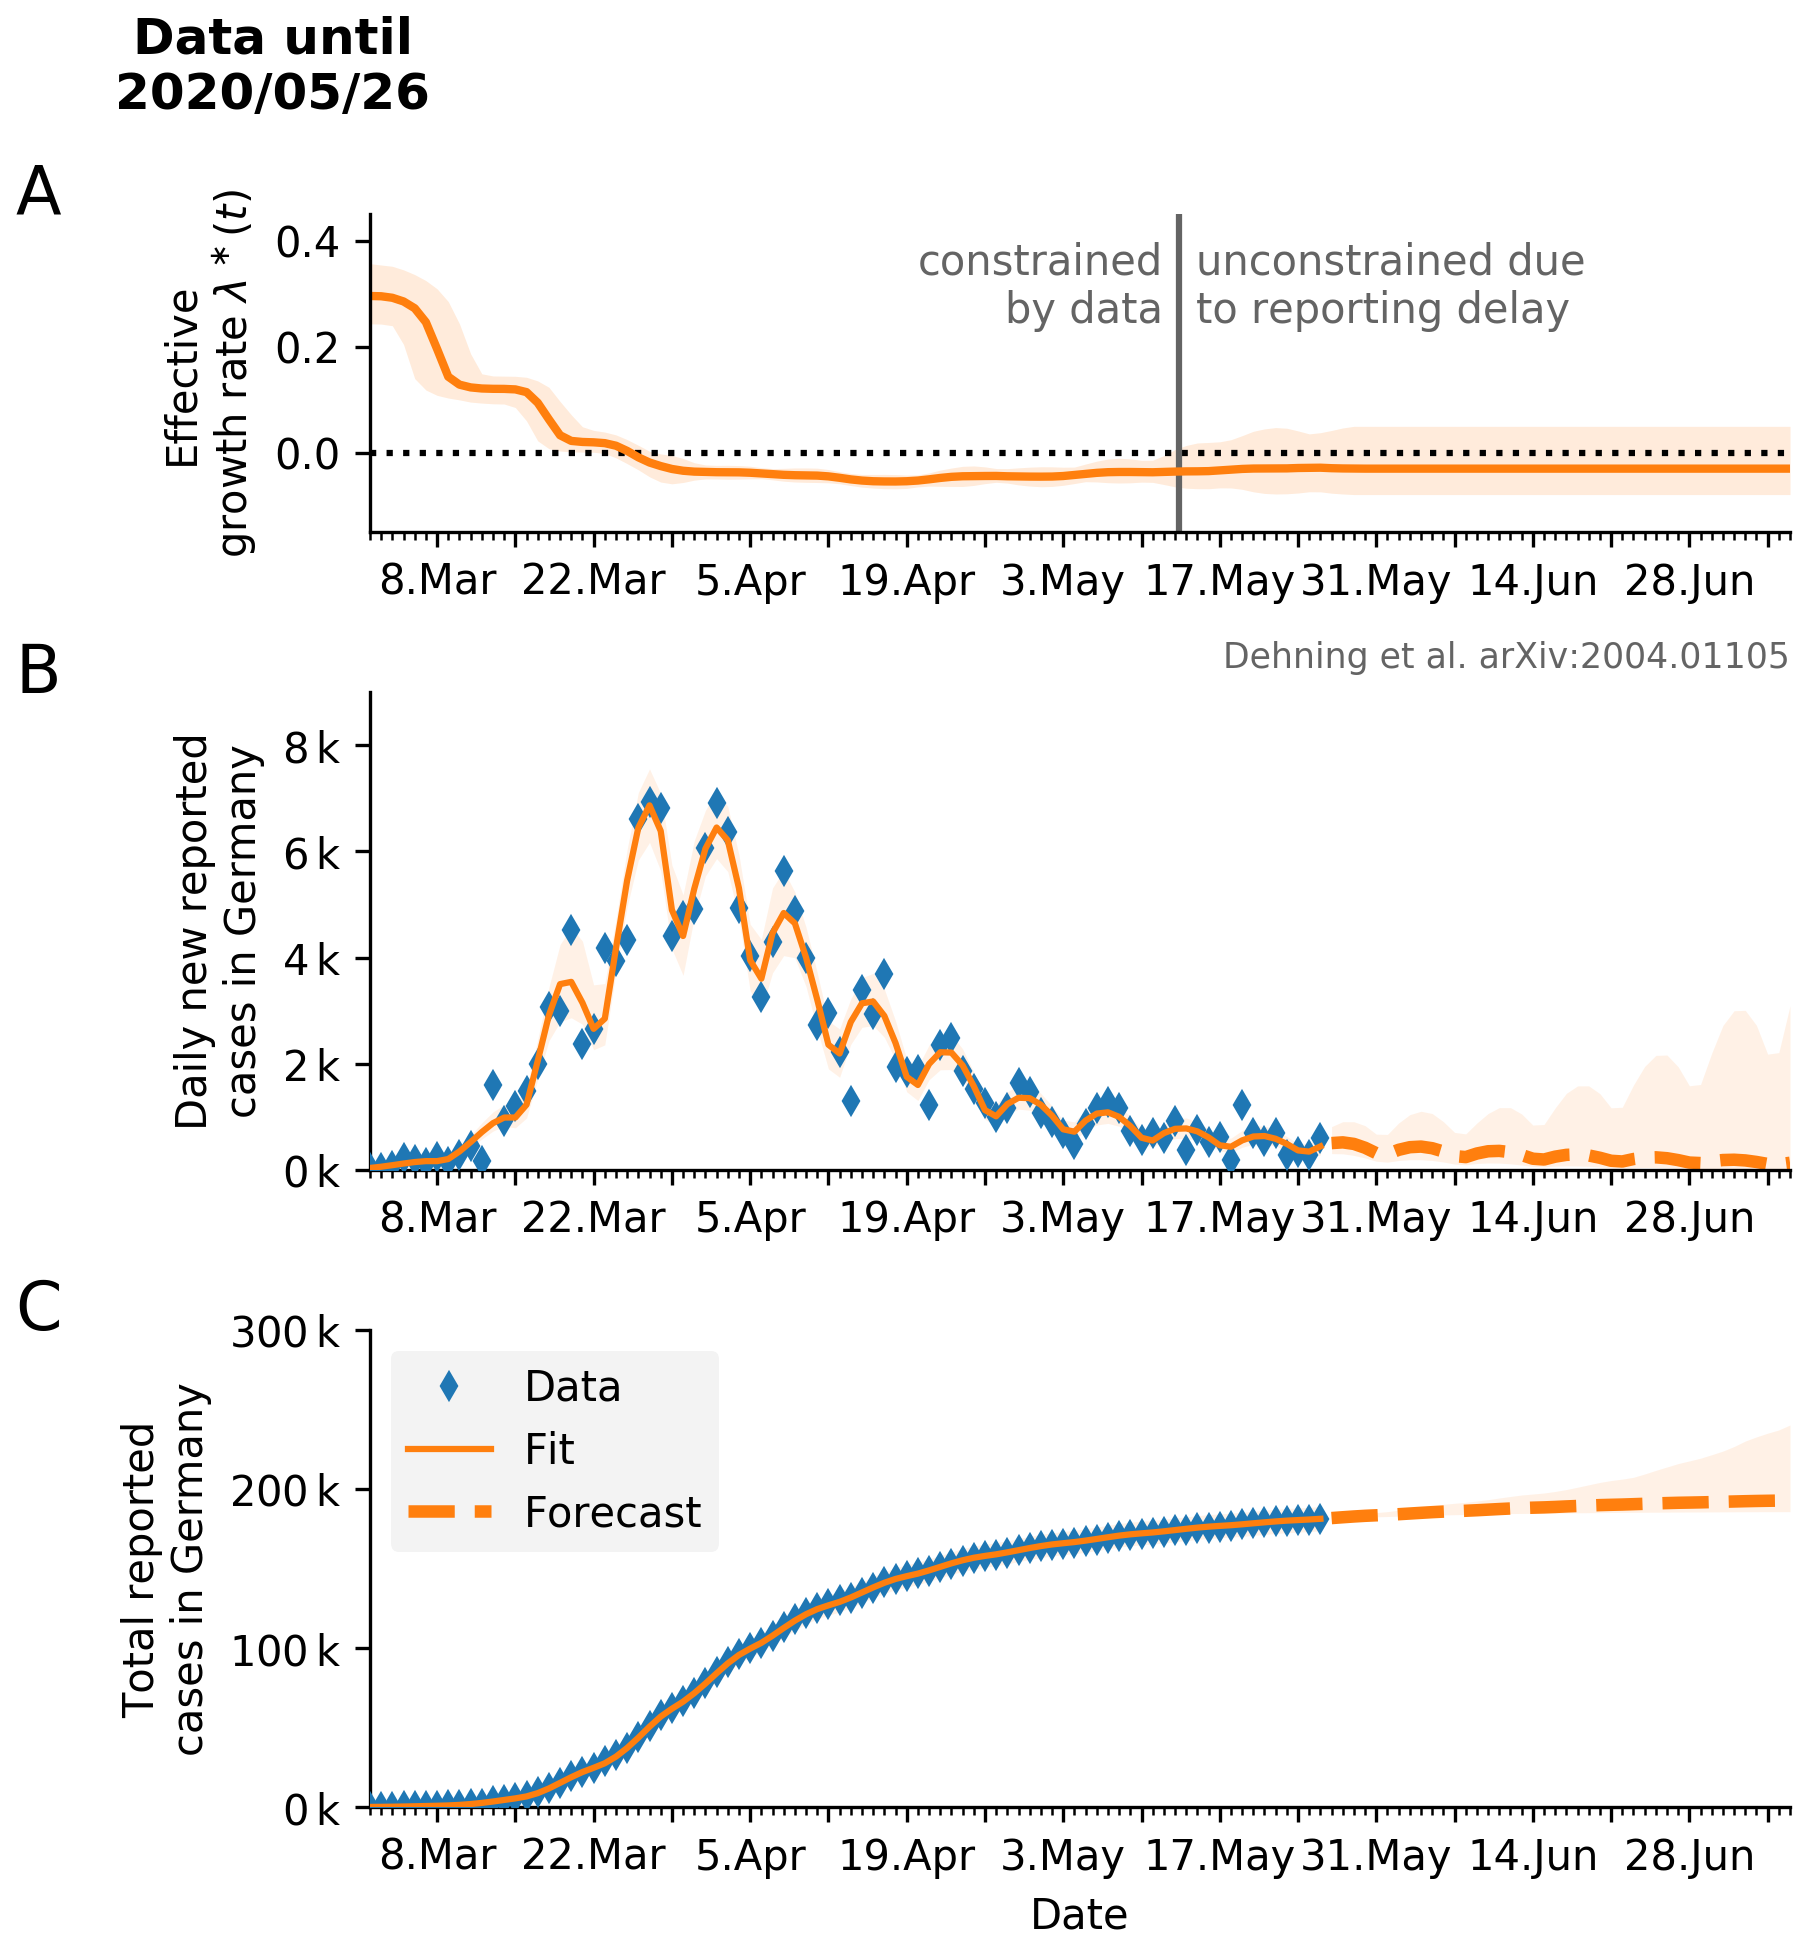 Data until
2020/05/26
A
Effective
growth rate λ * (t)
0.4
0.2
0.0
constrained
by data
unconstrained due
to reporting delay
8.Mar 22.Mar 5.Apr 19.Apr 3.May 17.May 31.May 14.Jun 28.Jun
B
Dehning et al. arXiv:2004.01105
Daily new reported
cases in Germany
8 k
6 k
4 k
2 k
0 k
8.Mar 22.Mar 5.Apr 19.Apr 3.May 17.May 31.May 14.Jun 28.Jun
C
Total reported
cases in Germany
300 k
200 k
100 k
0 k
Data
Fit
Forecast
8.Mar 22.Mar 5.Apr 19.Apr 3.May 17.May 31.May 14.Jun 28.Jun
Date